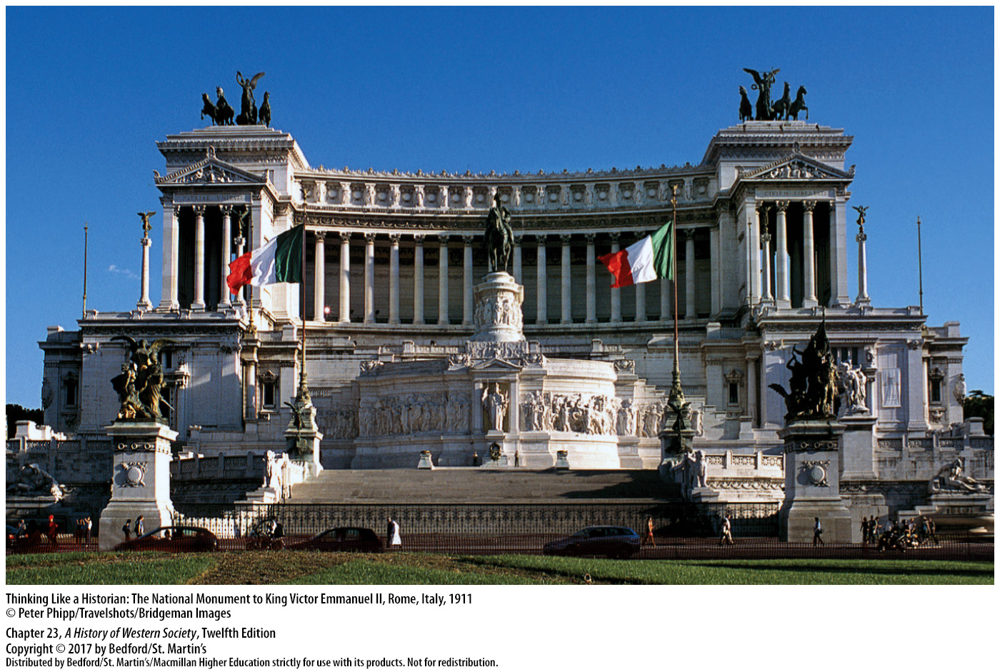 CIVIUM LIBERTATI
Thinking Like a Historian: The National Monument to King Victor Emmanuel II, Rome, Italy, 1911
© Peter Phipp/Travelshots/Bridgeman Images
Chapter 23, A History of Western Society, Twelfth Edition
Copyright © 2017 by Bedford/St. Martin’s
Distributed by Bedford/St. Martin’s/Macmillan Higher Education strictly for use with its products. Not for redistribution.